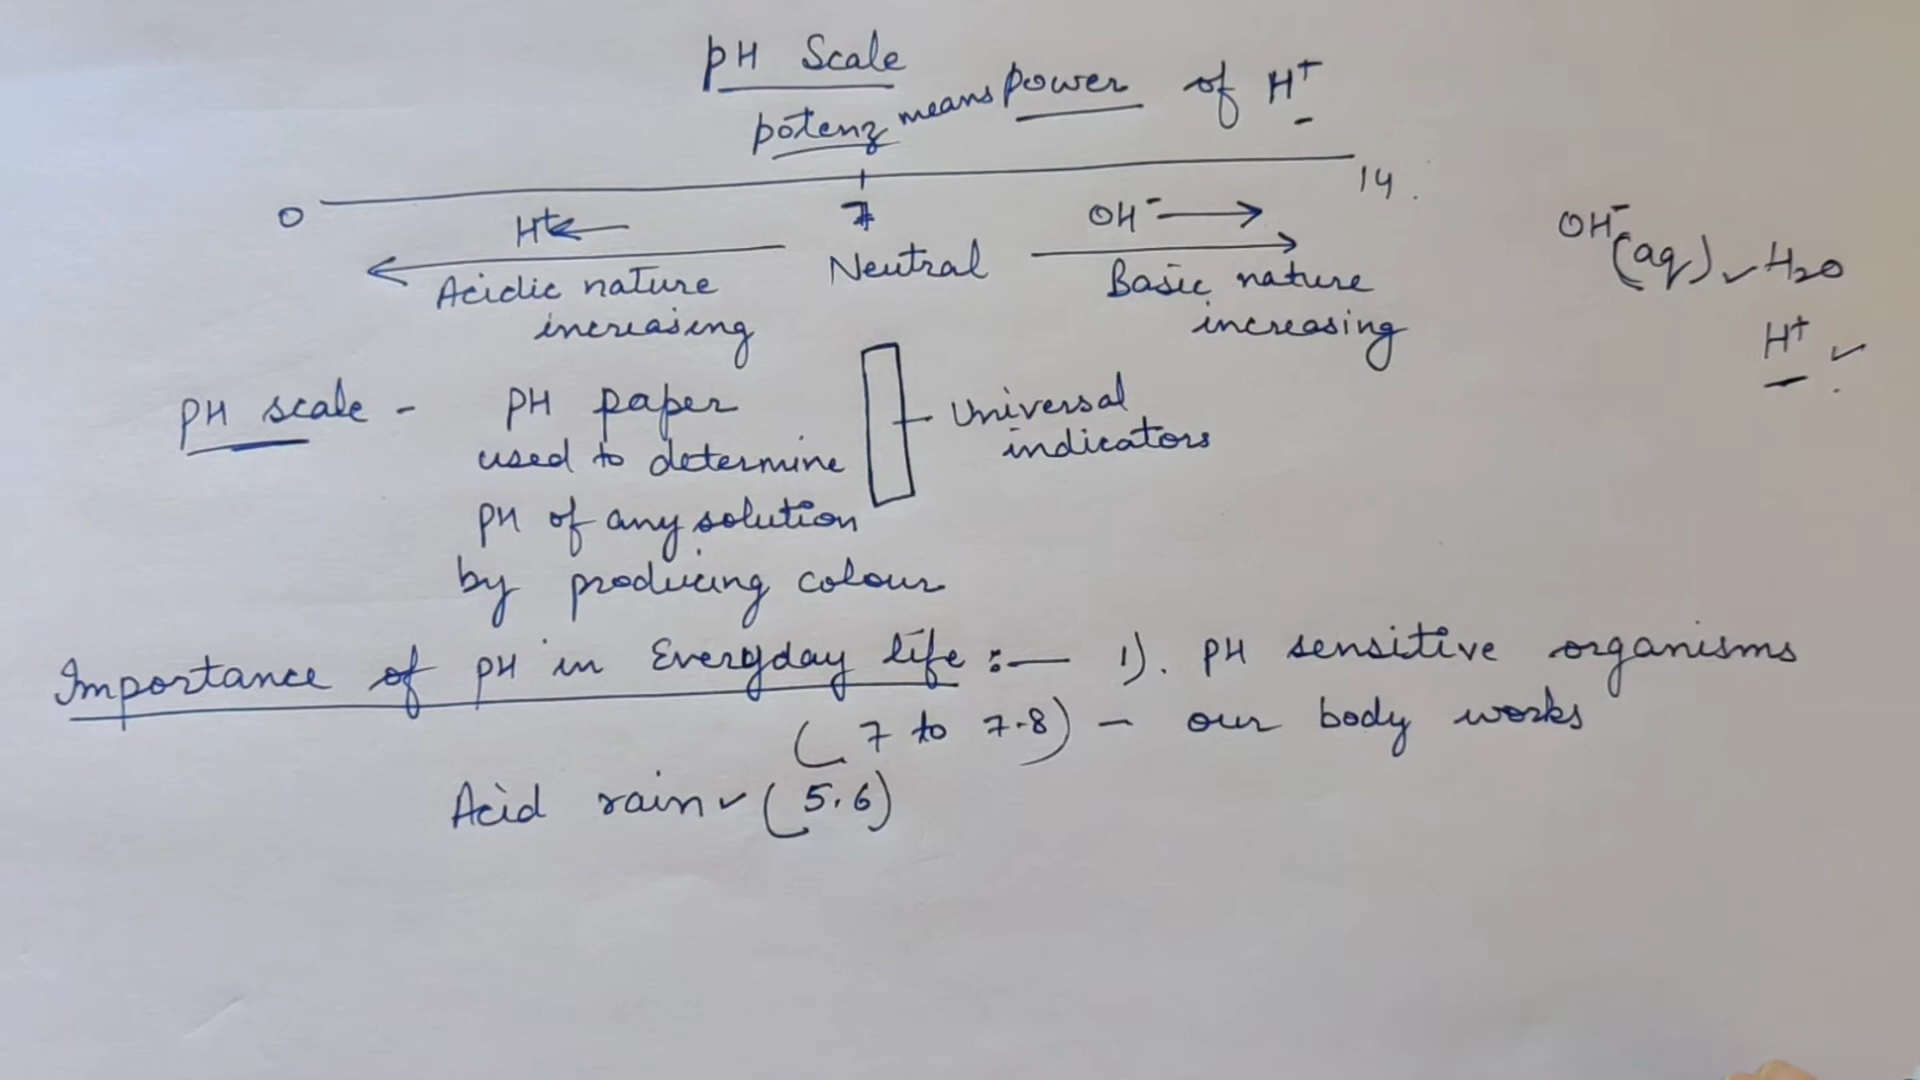 pH Scale
potenz means power of H⁺
0 7 14.
H⁺ ← OH⁻ →
Acidic nature increasing
Neutral
Basic nature increasing
OH⁻(aq) ✓ H₂O
H⁺ ✓
PH scale - PH paper
used to determine
PH of any solution
by producing colour
Universal
indicators
Importance of pH in Everyday life :— 1). PH sensitive organisms
(7 to 7.8) - our body works
Acid rain ✓ (5.6)